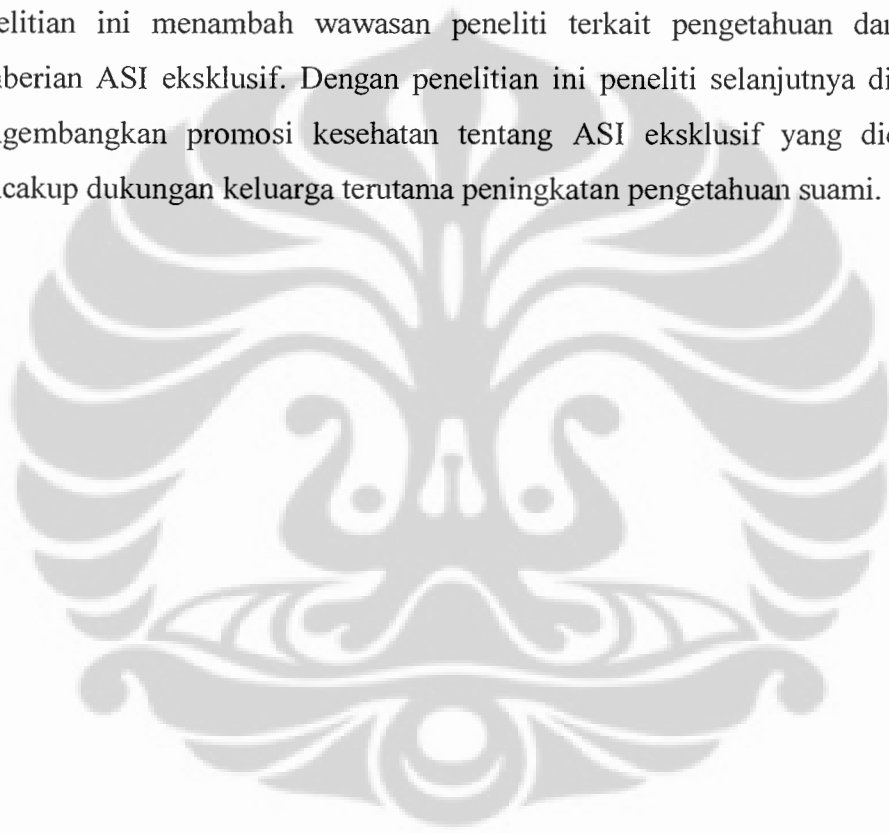 elitian ini menambah wawasan peneliti terkait pengetahuan dan
berian ASI eksklusif. Dengan penelitian ini peneliti selanjutnya di
gembangkan promosi kesehatan tentang ASI eksklusif yang di
cakup dukungan keluarga terutama peningkatan pengetahuan suami.